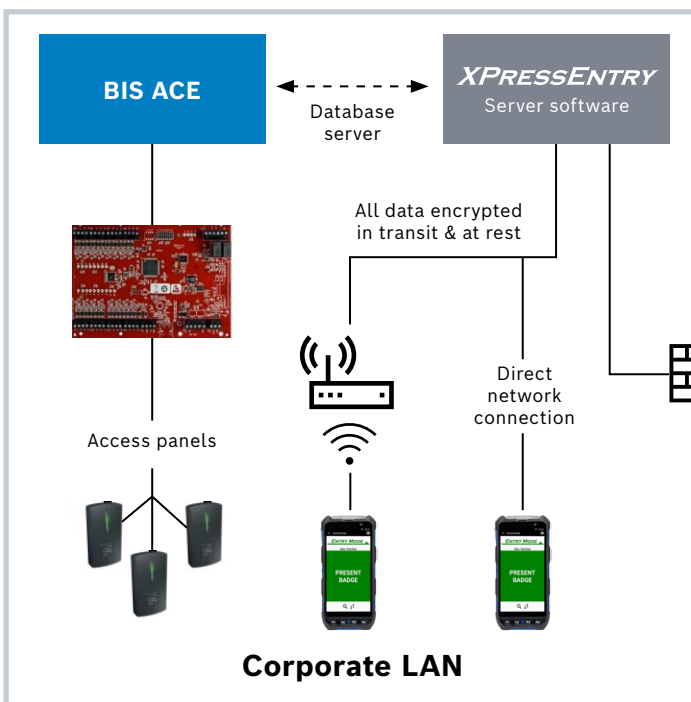 BIS ACE
Database
server
XPRESSENTRY
Server software
All data encrypted
in transit & at rest
Direct
network
connection
Access panels
ENTRY MODE
PRESENT
BADGE
ENTRY MODE
PRESENT
BADGE
Corporate LAN